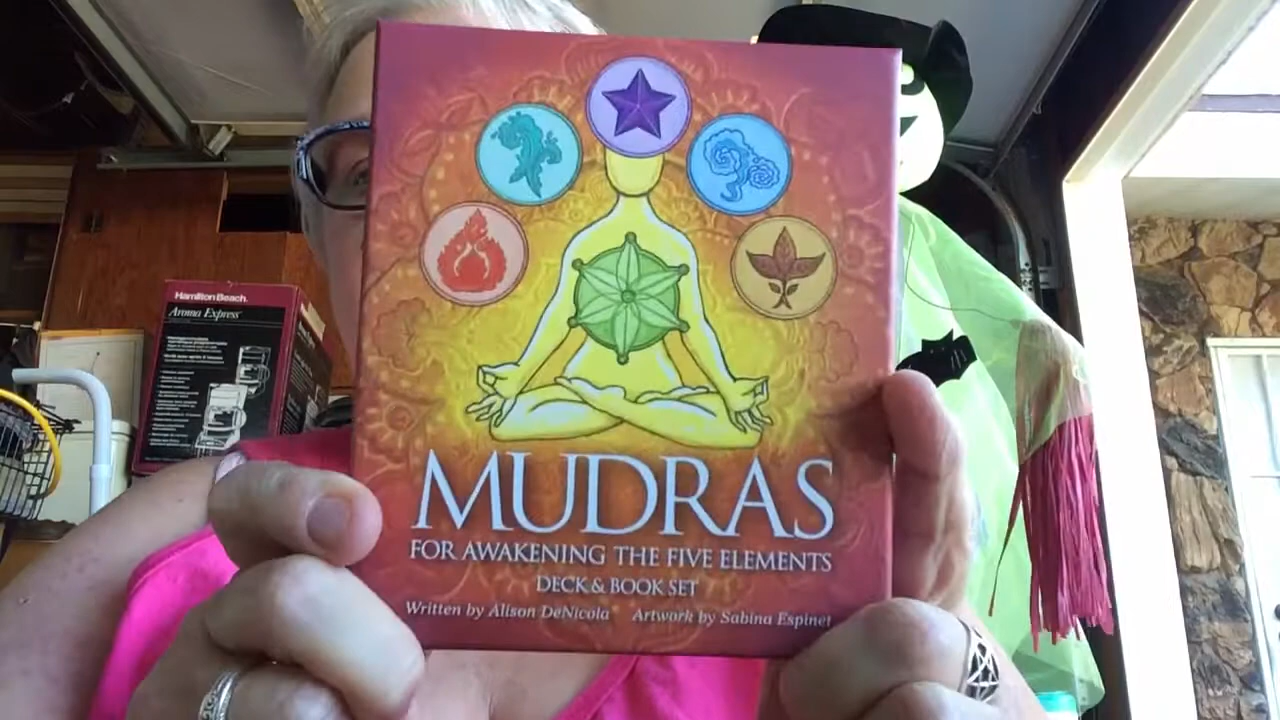 Hamilton Beach.
Aroma Express
MUDRAS
FOR AWAKENING THE FIVE ELEMENTS
DECK & BOOK SET
Written by Alison DeNicola Artwork by Sabina Espinet